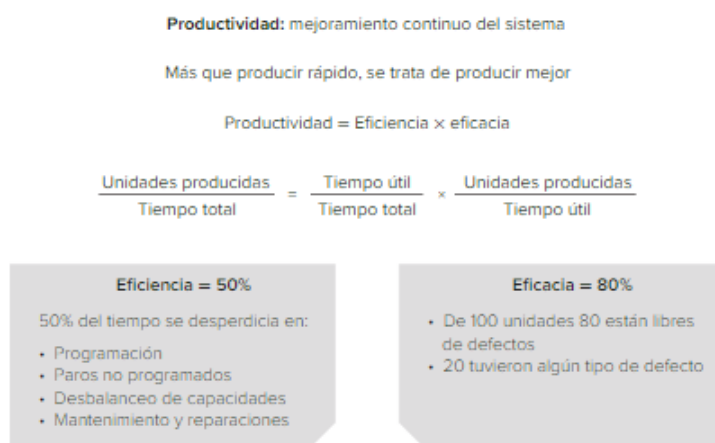 Productividad: mejoramiento continuo del sistema
Más que producir rápido, se trata de producir mejor
Productividad = Eficiencia × eficacia
Unidades producidas / Tiempo total = Tiempo útil / Tiempo total × Unidades producidas / Tiempo útil
Eficiencia = 50%
50% del tiempo se desperdicia en:
• Programación
• Paros no programados
• Desbalanceo de capacidades
• Mantenimiento y reparaciones
Eficacia = 80%
• De 100 unidades 80 están libres
de defectos
• 20 tuvieron algún tipo de defecto